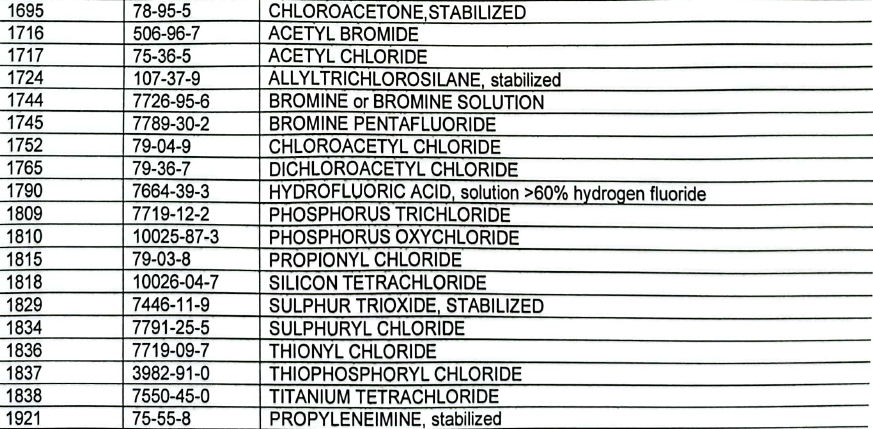 1695 78-95-5 CHLOROACETONE,STABILIZED
1716 506-96-7 ACETYL BROMIDE
1717 75-36-5 ACETYL CHLORIDE
1724 107-37-9 ALLYLTRICHLOROSILANE, stabilized
1744 7726-95-6 BROMINE or BROMINE SOLUTION
1745 7789-30-2 BROMINE PENTAFLUORIDE
1752 79-04-9 CHLOROACETYL CHLORIDE
1765 79-36-7 DICHLOROACETYL CHLORIDE
1790 7664-39-3 HYDROFLUORIC ACID, solution >60% hydrogen fluoride
1809 7719-12-2 PHOSPHORUS TRICHLORIDE
1810 10025-87-3 PHOSPHORUS OXYCHLORIDE
1815 79-03-8 PROPIONYL CHLORIDE
1818 10026-04-7 SILICON TETRACHLORIDE
1829 7446-11-9 SULPHUR TRIOXIDE, STABILIZED
1834 7791-25-5 SULPHURYL CHLORIDE
1836 7719-09-7 THIONYL CHLORIDE
1837 3982-91-0 THIOPHOSPHORYL CHLORIDE
1838 7550-45-0 TITANIUM TETRACHLORIDE
1921 75-55-8 PROPYLENEIMINE, stabilized